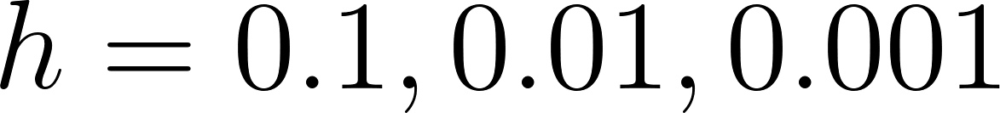 h = 0.1, 0.01, 0.001